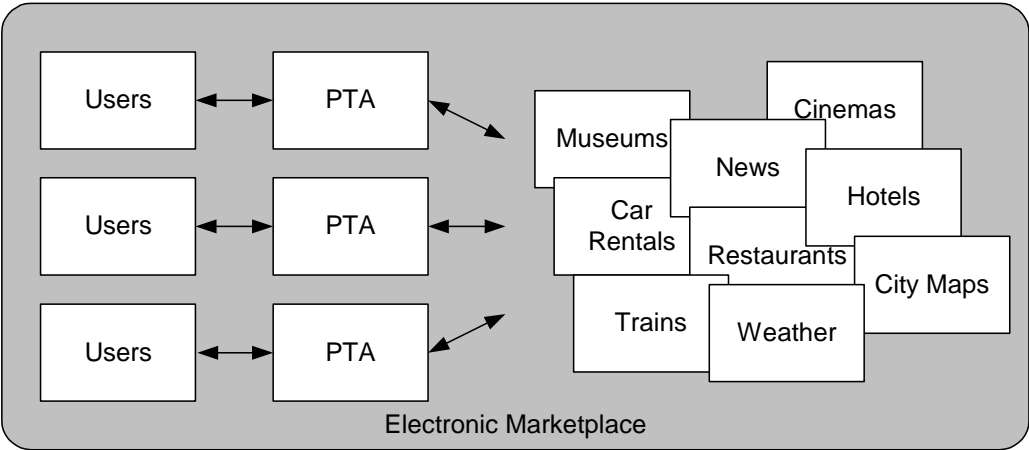 Users
PTA
Users
PTA
Users
PTA
Museums
Cinemas
News
Hotels
Car
Rentals
Restaurants
City Maps
Trains
Weather
Electronic Marketplace